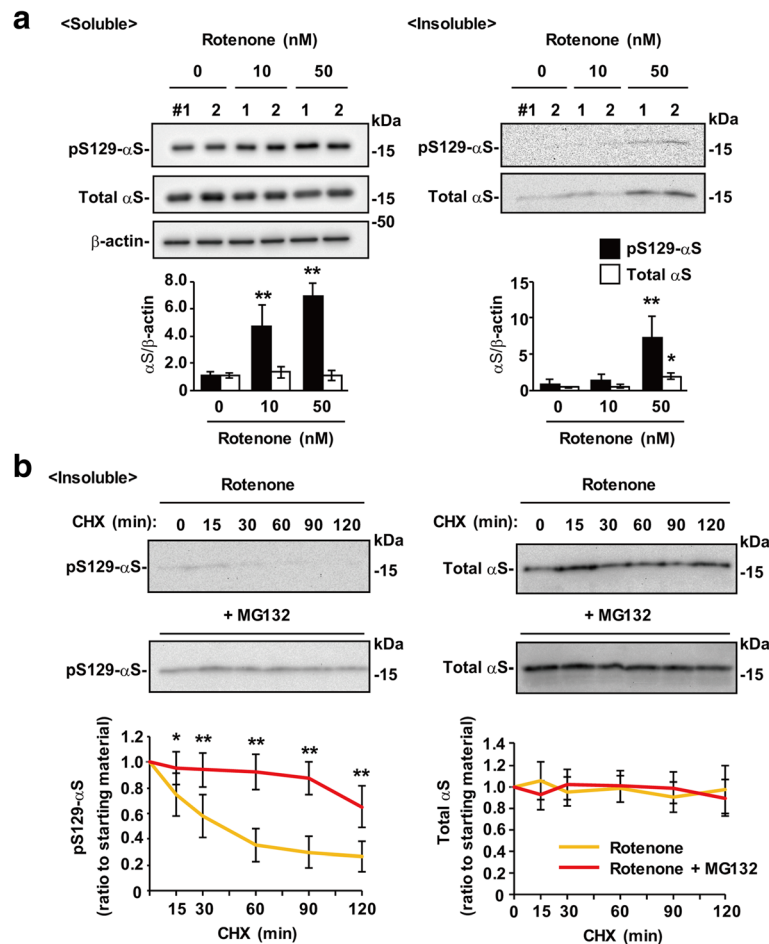 a
<Soluble>
Rotenone (nM)
0 10 50
#1 2 1 2 1 2
kDa
pS129-αS-
-15
Total αS-
-15
-50
β-actin-
8.0
6.0
4.0
2.0
0.0
αS/β-actin
**
**
0 10 50
Rotenone (nM)
<Insoluble>
Rotenone (nM)
0 10 50
#1 2 1 2 1 2
kDa
pS129-αS-
-15
Total αS-
-15
pS129-αS
Total αS
15
10
5
0
αS/β-actin
**
*
0 10 50
Rotenone (nM)
b
<Insoluble>
Rotenone
CHX (min): 0 15 30 60 90 120
kDa
pS129-αS-
-15
+ MG132
kDa
pS129-αS-
-15
1.2
1.0
0.8
0.6
0.4
0.2
0
pS129-αS
(ratio to starting material)
* ** ** ** **
15 30 60 90 120
CHX (min)
Rotenone
CHX (min): 0 15 30 60 90 120
kDa
Total αS-
-15
+ MG132
kDa
Total αS-
-15
1.4
1.2
1.0
0.8
0.6
0.4
0.2
0
Total αS
(ratio to starting material)
Rotenone
Rotenone + MG132
0 15 30 60 90 120
CHX (min)